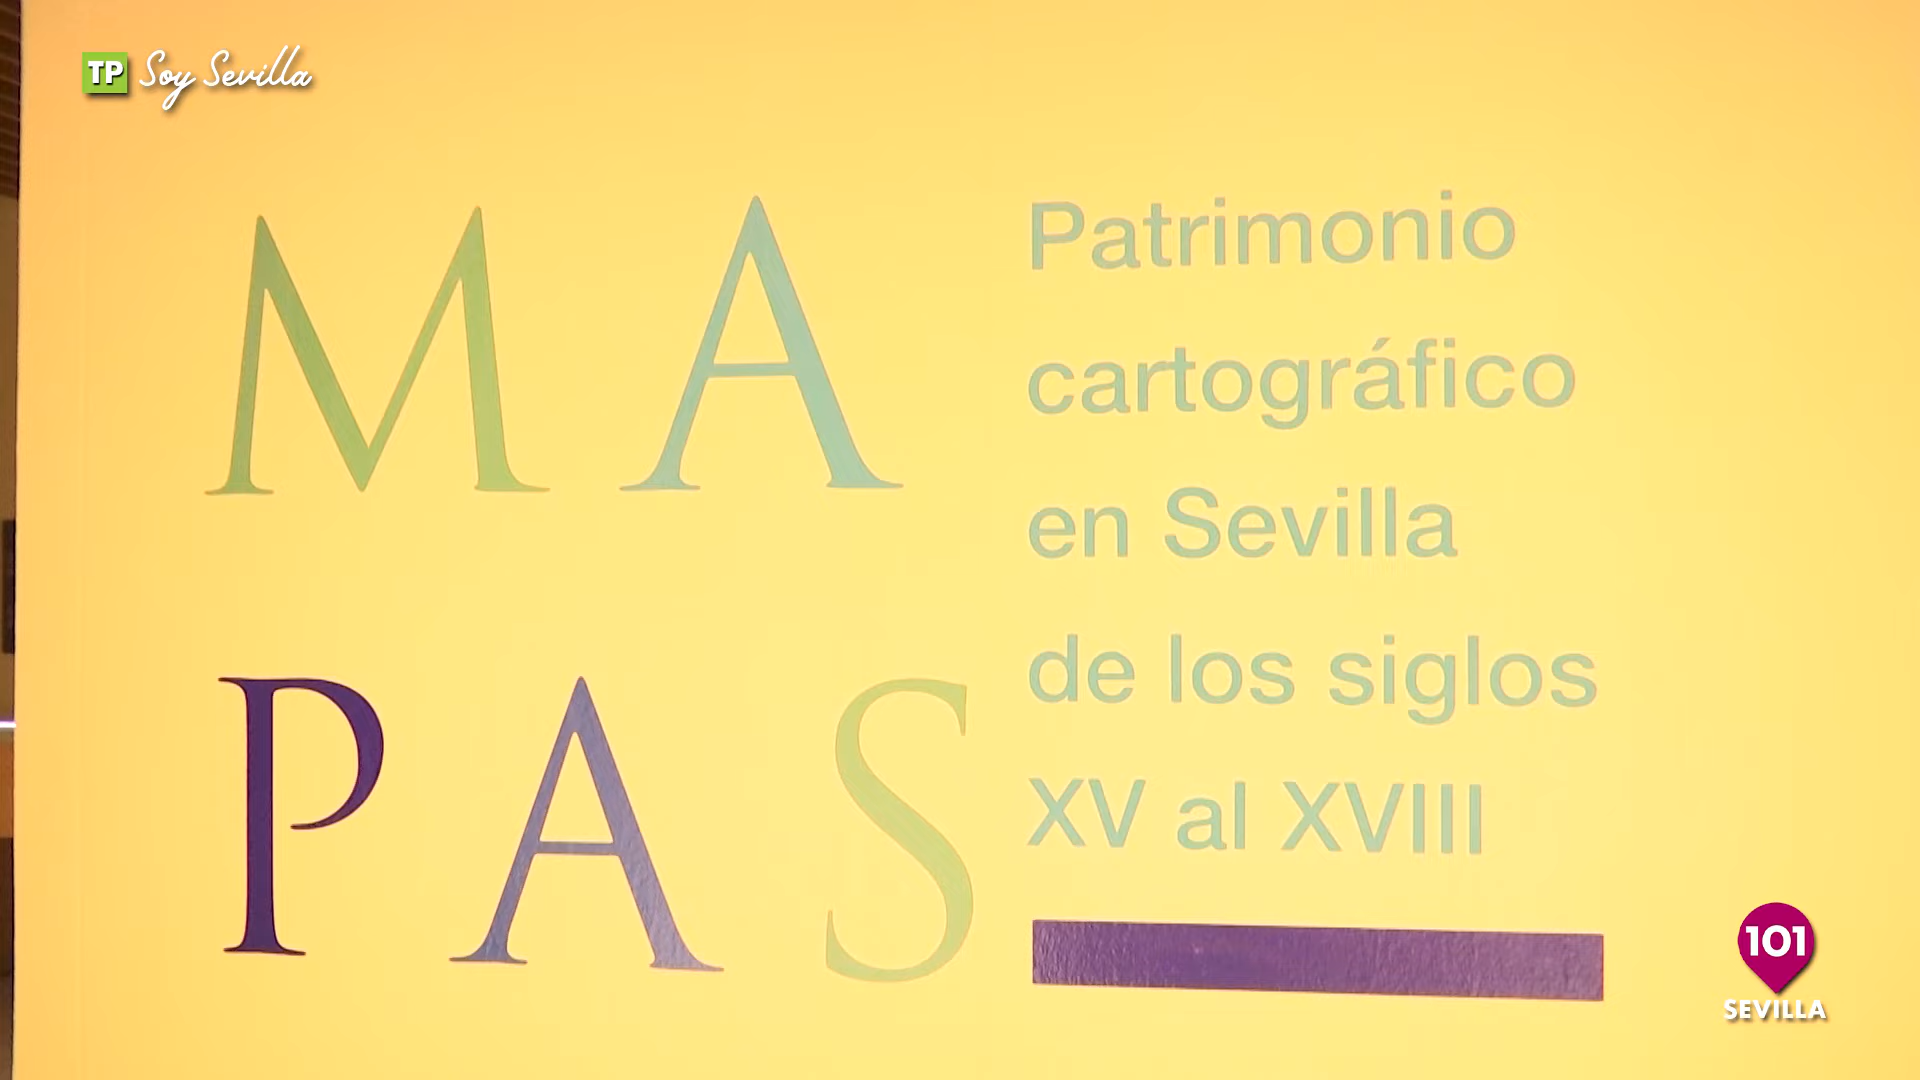 TP Soy Sevilla
MA
PAS
Patrimonio
cartográfico
en Sevilla
de los siglos
XV al XVIII
101
SEVILLA